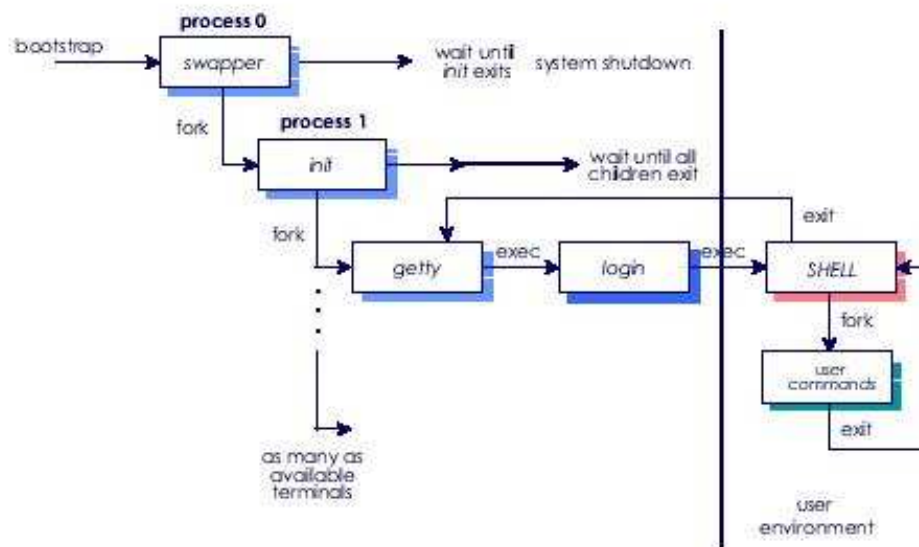 process 0
bootstrap
swapper
wait until
init exits
system shutdown
fork
process 1
init
wait until all
children exit
fork
exit
getty
exec
login
exec
SHELL
fork
user
commands
exit
as many as
available
terminals
user
environment